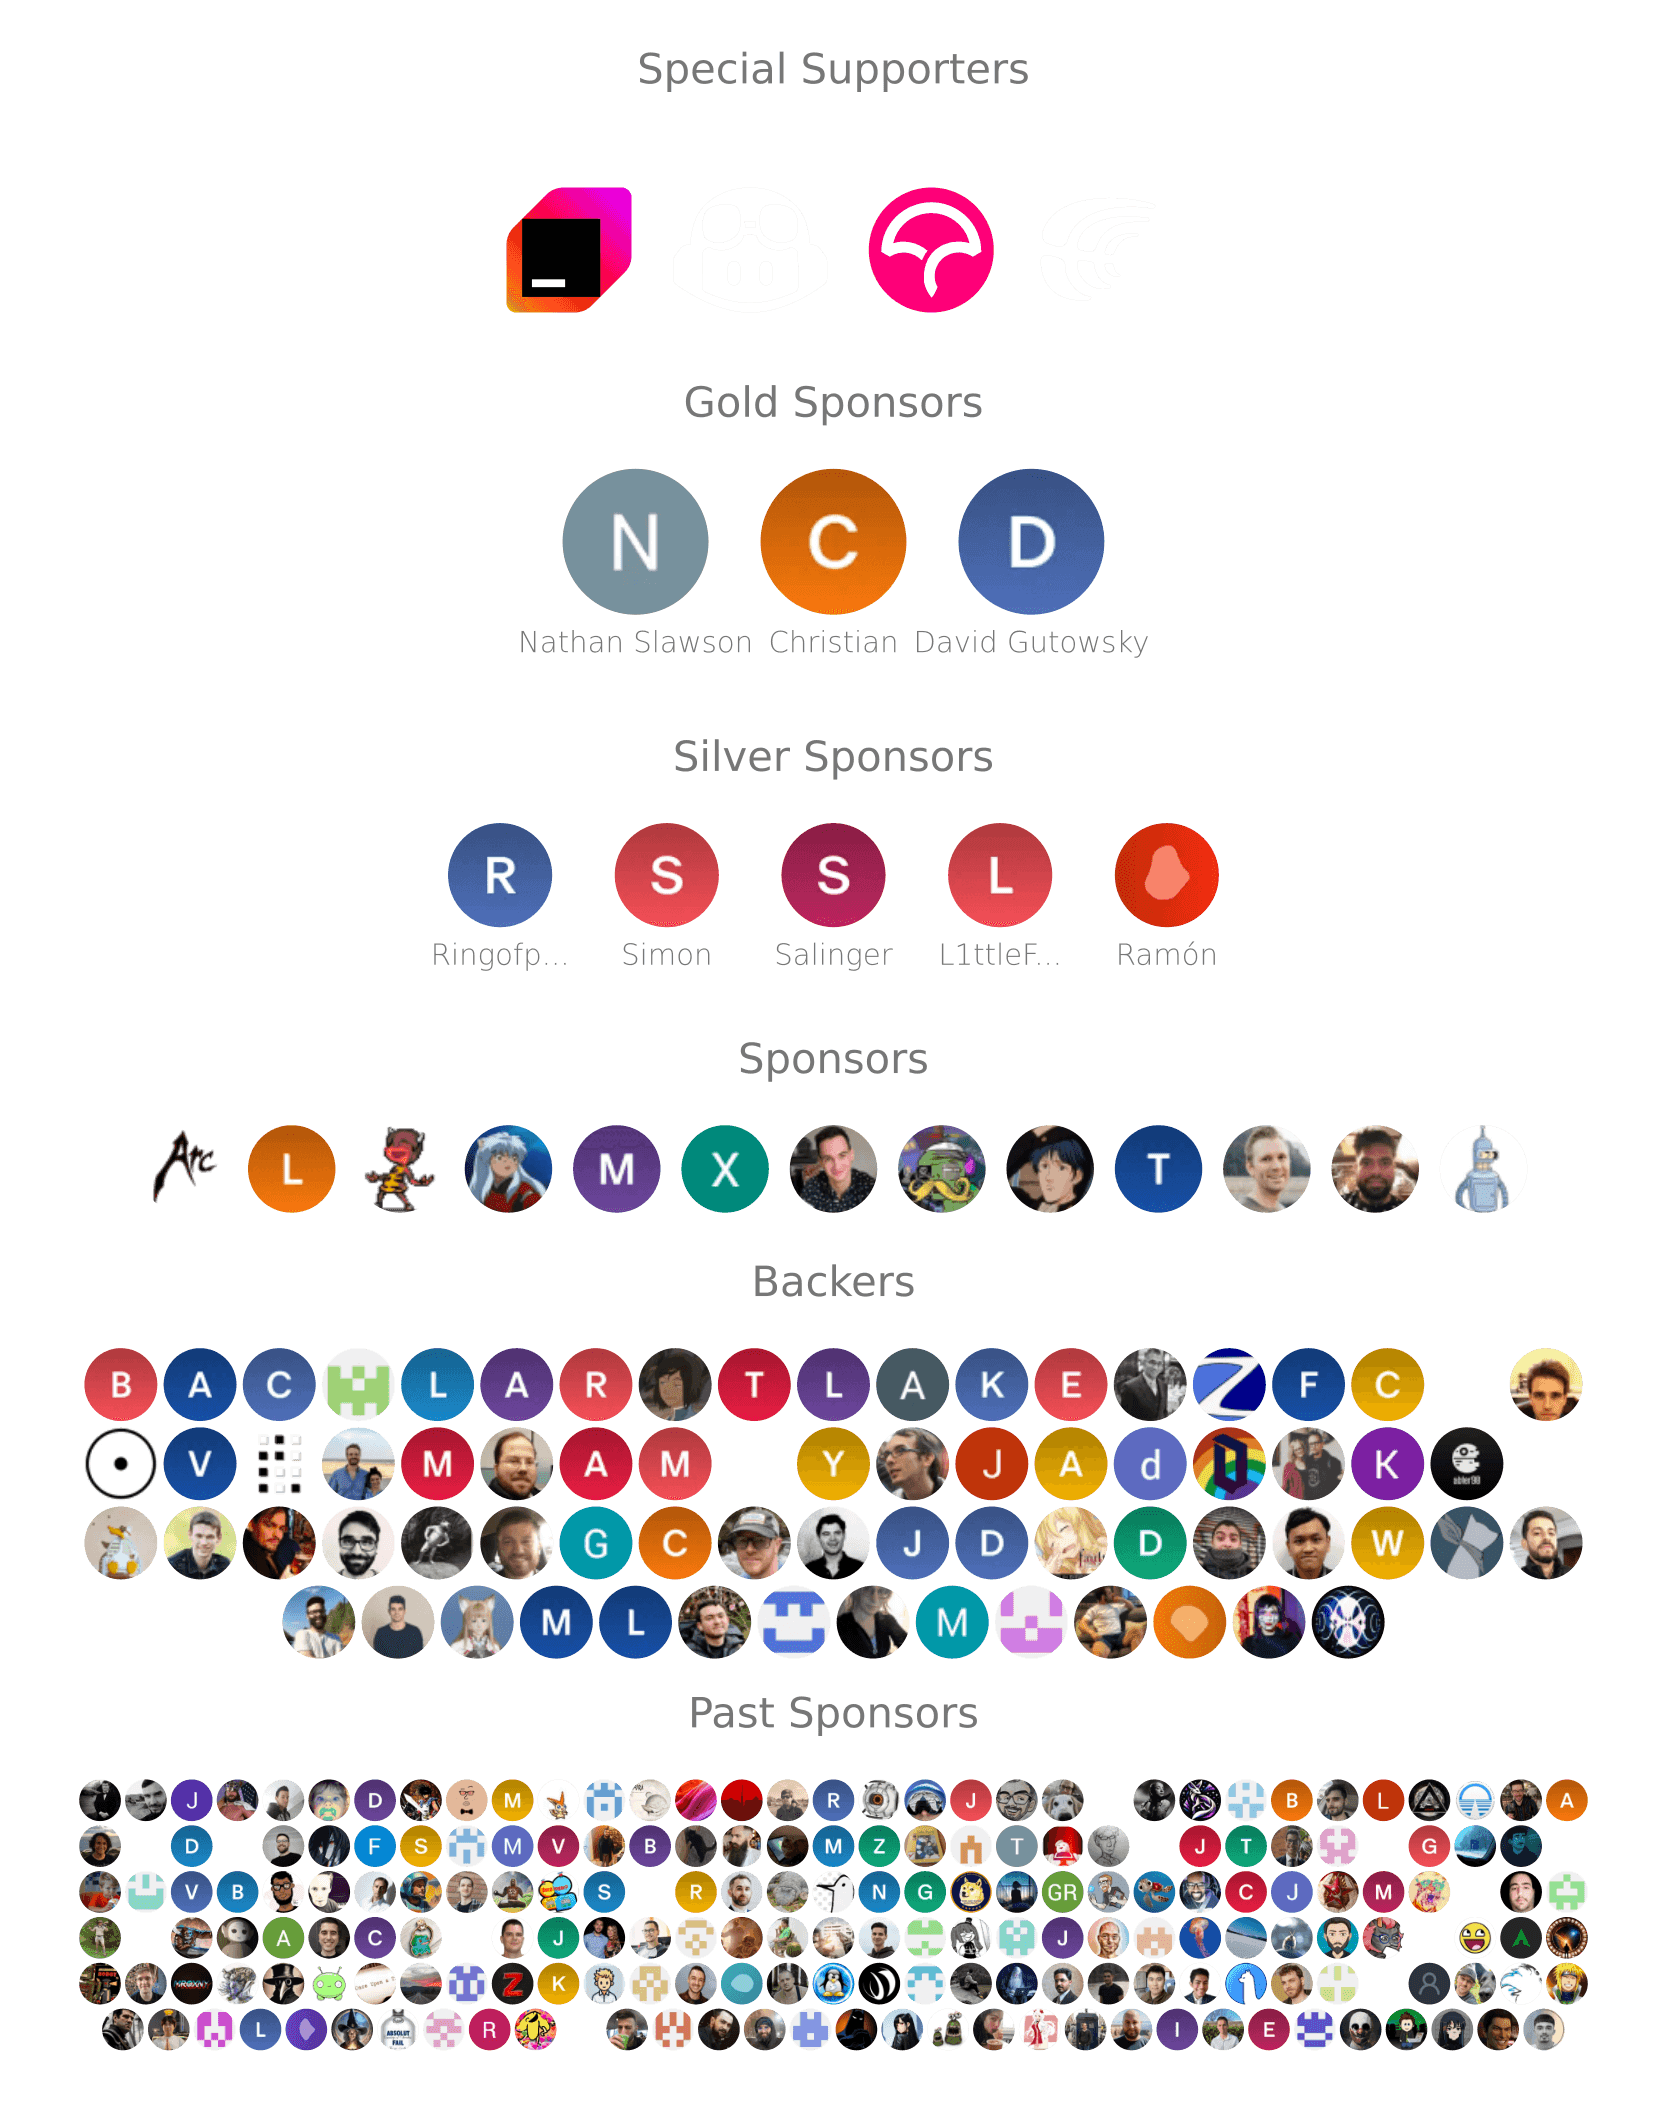 Special Supporters
Gold Sponsors
N C D
Nathan Slawson Christian David Gutowsky
Silver Sponsors
R S S L
Ringofp... Simon Salinger L1ttleF... Ramón
Sponsors
Arc L M X T
Backers
B A C L A R T L A K E F C
V M A M Y J A d K
G C J D D W
M L M
Past Sponsors
J D M R J B L A
D F S M V B M Z T J T G
V B S R N G GR C J M
A C J J
Z K
L ABSOLUT R I E